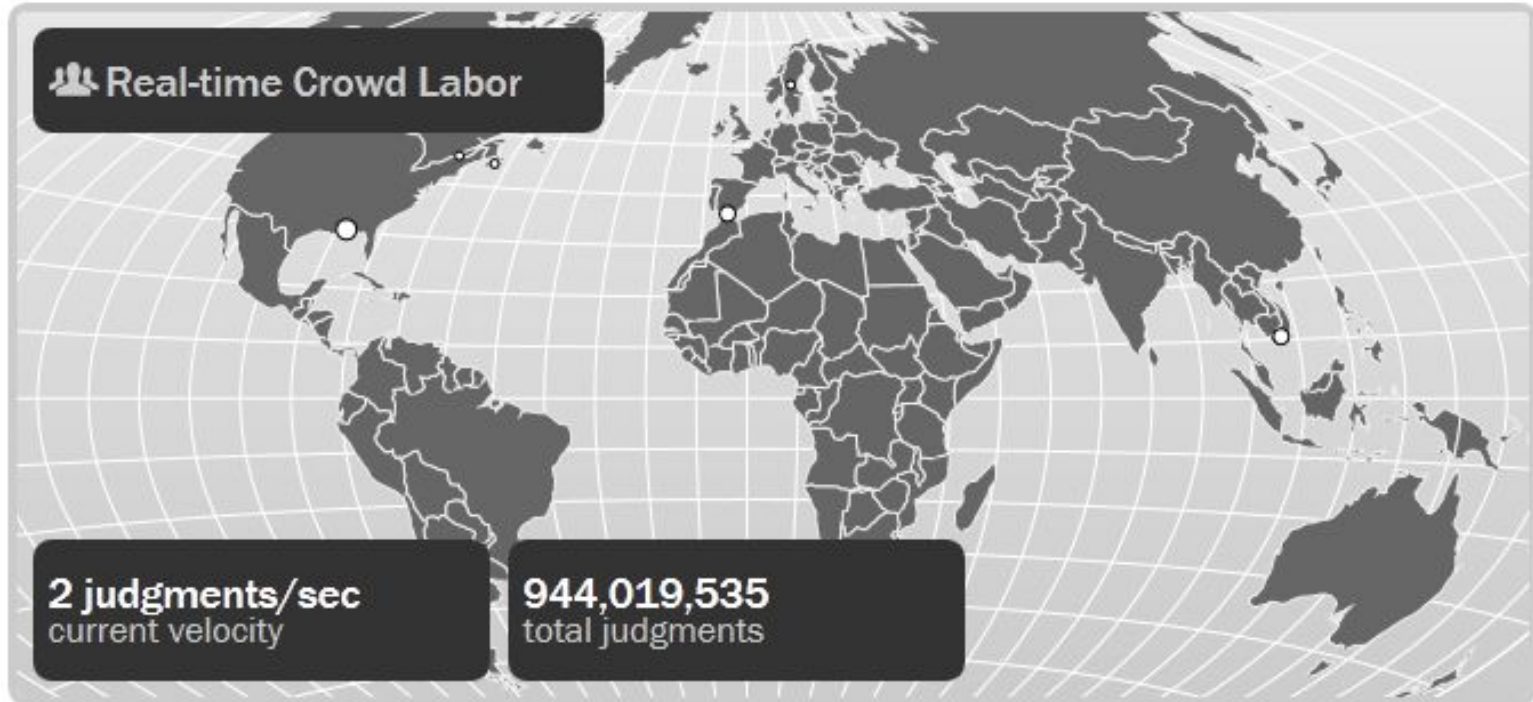 Real-time Crowd Labor
2 judgments/sec
current velocity
944,019,535
total judgments